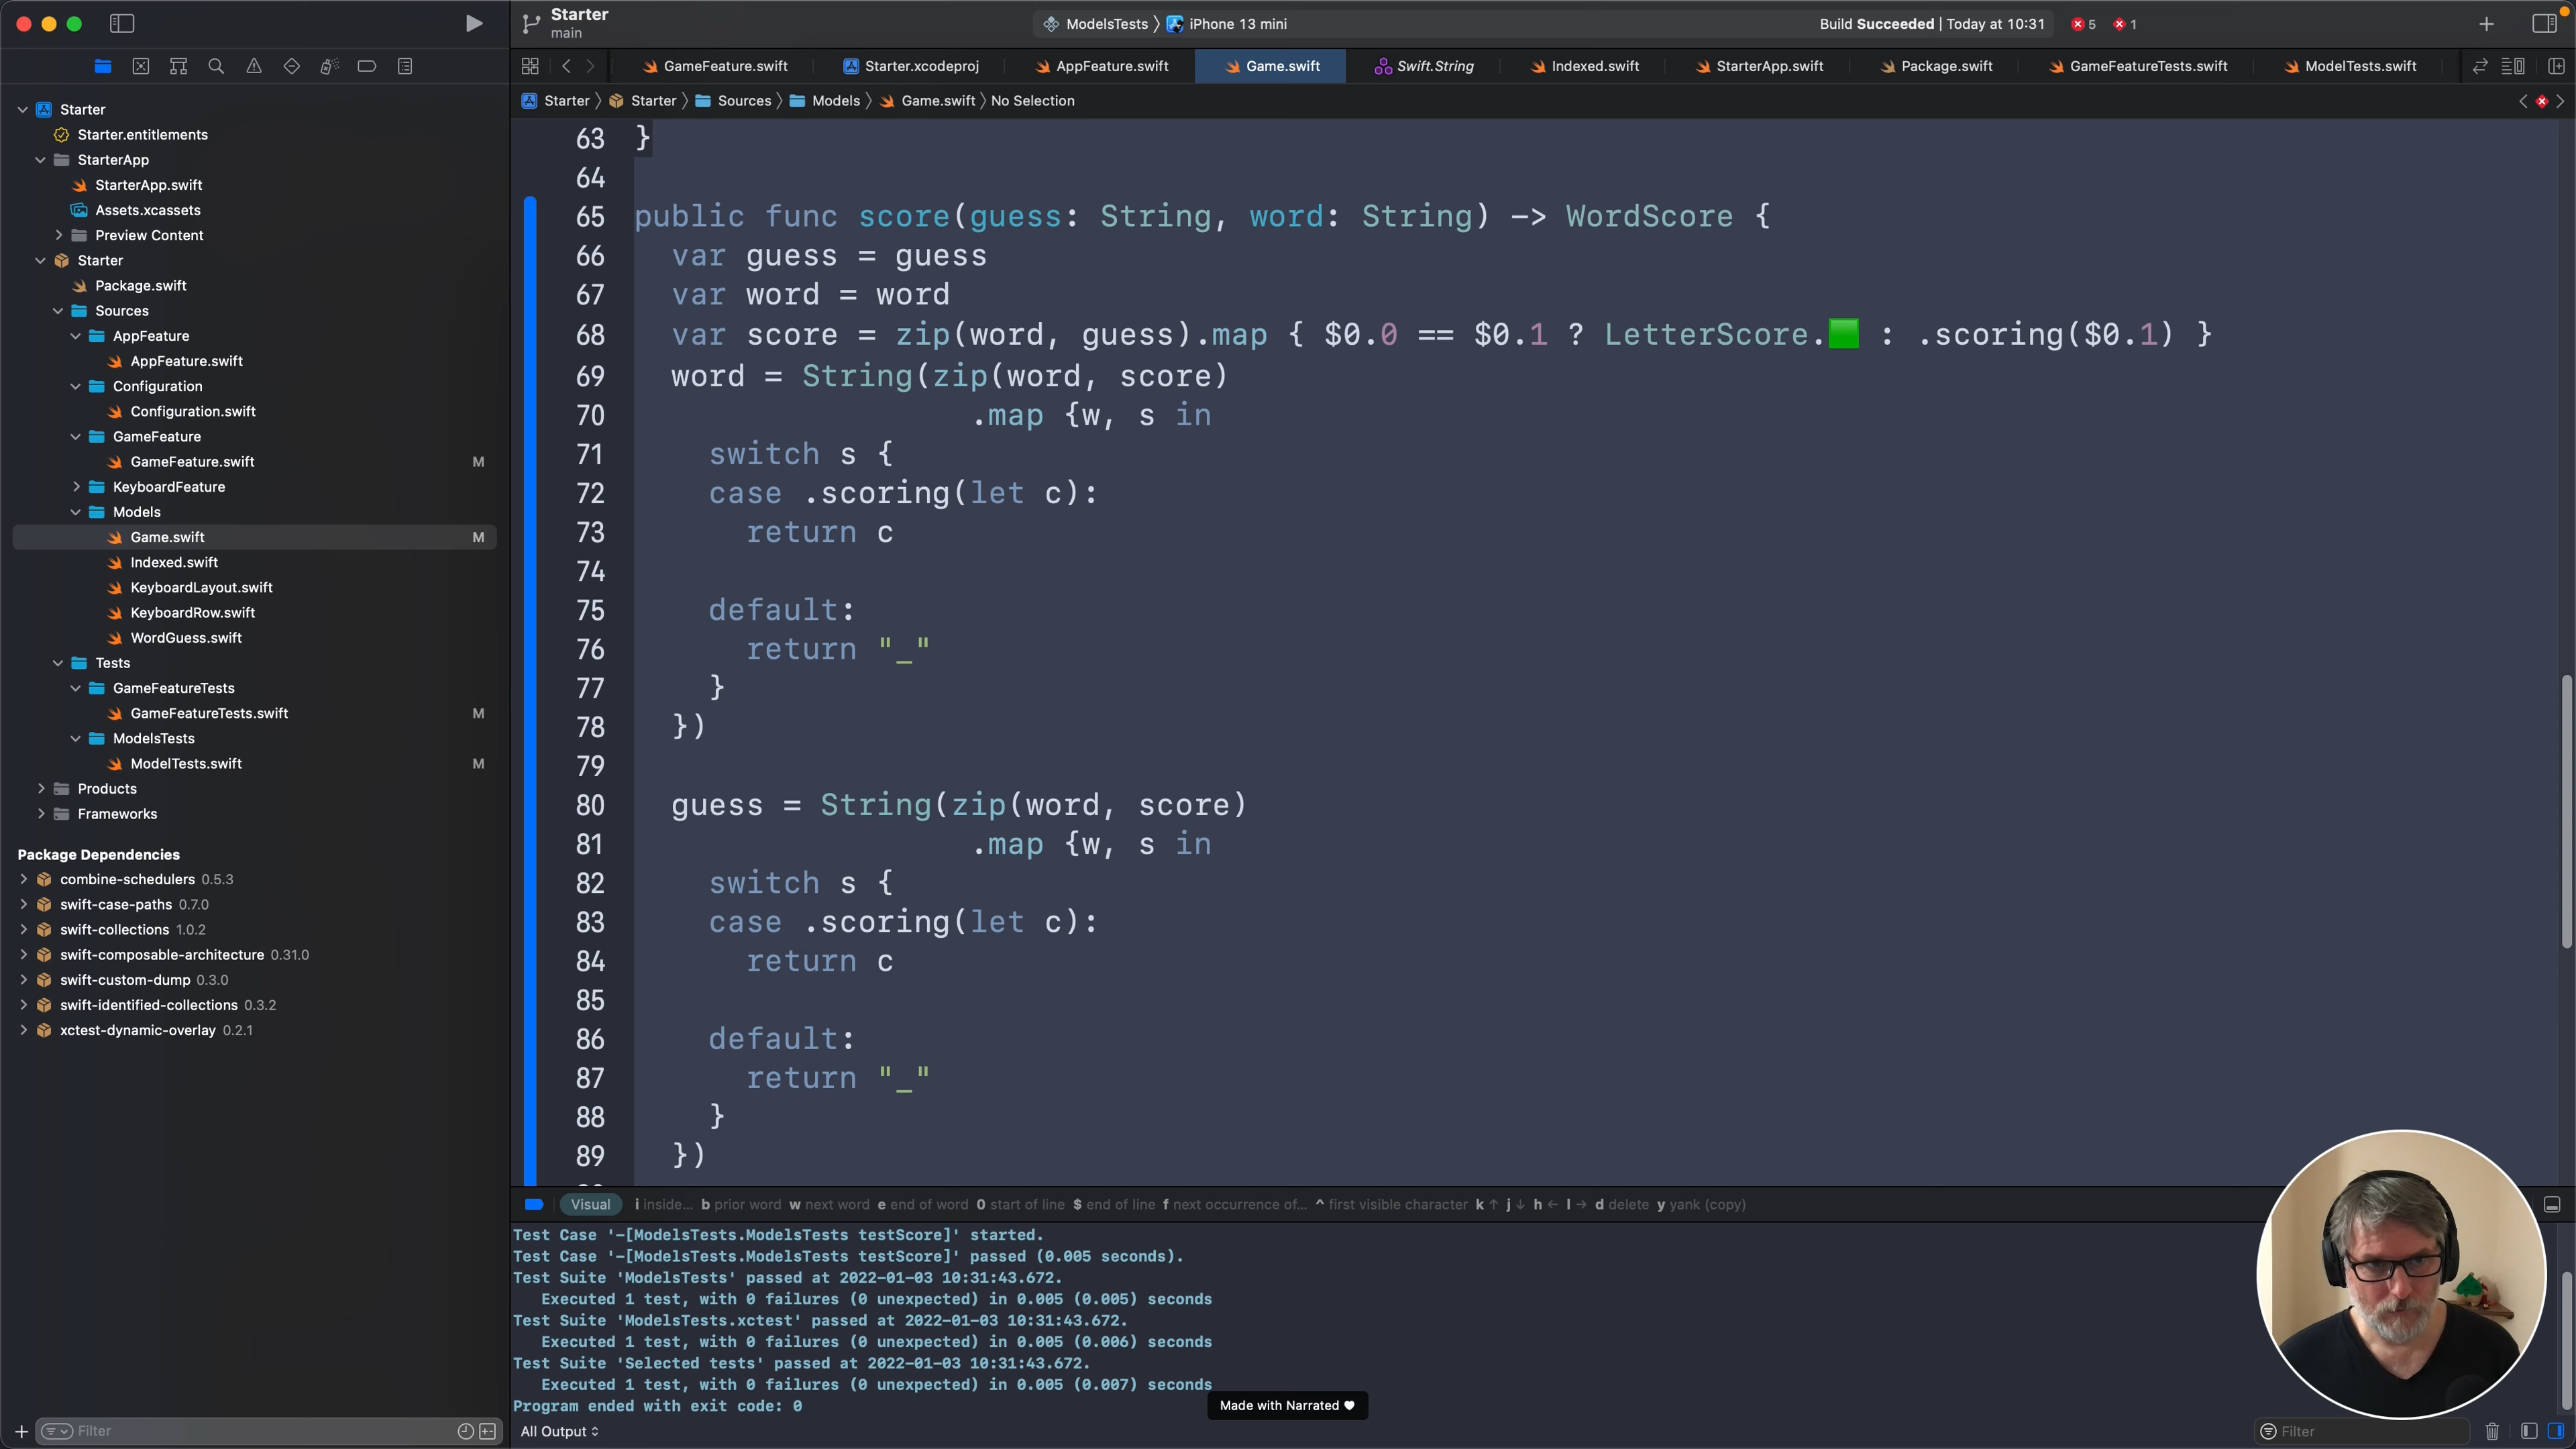 Starter
main
ModelsTests
iPhone 13 mini
Build Succeeded | Today at 10:31
5
1
GameFeature.swift
Starter.xcodeproj
AppFeature.swift
Game.swift
Swift.String
Indexed.swift
StarterApp.swift
Package.swift
GameFeatureTests.swift
ModelTests.swift
Starter
Starter
Sources
Models
Game.swift
No Selection
Starter
Starter.entitlements
StarterApp
StarterApp.swift
Assets.xcassets
Preview Content
Starter
Package.swift
Sources
AppFeature
AppFeature.swift
Configuration
Configuration.swift
GameFeature
GameFeature.swift M
KeyboardFeature
Models
Game.swift M
Indexed.swift
KeyboardLayout.swift
KeyboardRow.swift
WordGuess.swift
Tests
GameFeatureTests
GameFeatureTests.swift M
ModelsTests
ModelTests.swift M
Products
Frameworks
Package Dependencies
combine-schedulers 0.5.3
swift-case-paths 0.7.0
swift-collections 1.0.2
swift-composable-architecture 0.31.0
swift-custom-dump 0.3.0
swift-identified-collections 0.3.2
xctest-dynamic-overlay 0.2.1
Filter
63 }
64
65 public func score(guess: String, word: String) -> WordScore {
66 var guess = guess
67 var word = word
68 var score = zip(word, guess).map { $0.0 == $0.1 ? LetterScore.🟩 : .scoring($0.1) }
69 word = String(zip(word, score)
70 .map {w, s in
71 switch s {
72 case .scoring(let c):
73 return c
74
75 default:
76 return "_"
77 }
78 })
79
80 guess = String(zip(word, score)
81 .map {w, s in
82 switch s {
83 case .scoring(let c):
84 return c
85
86 default:
87 return "_"
88 }
89 })
Visual i inside... b prior word w next word e end of word 0 start of line $ end of line f next occurrence of... ^ first visible character k ↑ j ↓ h ← l → d delete y yank (copy)
Test Case '-[ModelsTests.ModelsTests testScore]' started.
Test Case '-[ModelsTests.ModelsTests testScore]' passed (0.005 seconds).
Test Suite 'ModelsTests' passed at 2022-01-03 10:31:43.672.
Executed 1 test, with 0 failures (0 unexpected) in 0.005 (0.005) seconds
Test Suite 'ModelsTests.xctest' passed at 2022-01-03 10:31:43.672.
Executed 1 test, with 0 failures (0 unexpected) in 0.005 (0.006) seconds
Test Suite 'Selected tests' passed at 2022-01-03 10:31:43.672.
Executed 1 test, with 0 failures (0 unexpected) in 0.005 (0.007) seconds
Program ended with exit code: 0
Made with Narrated ♥
All Output
Filter